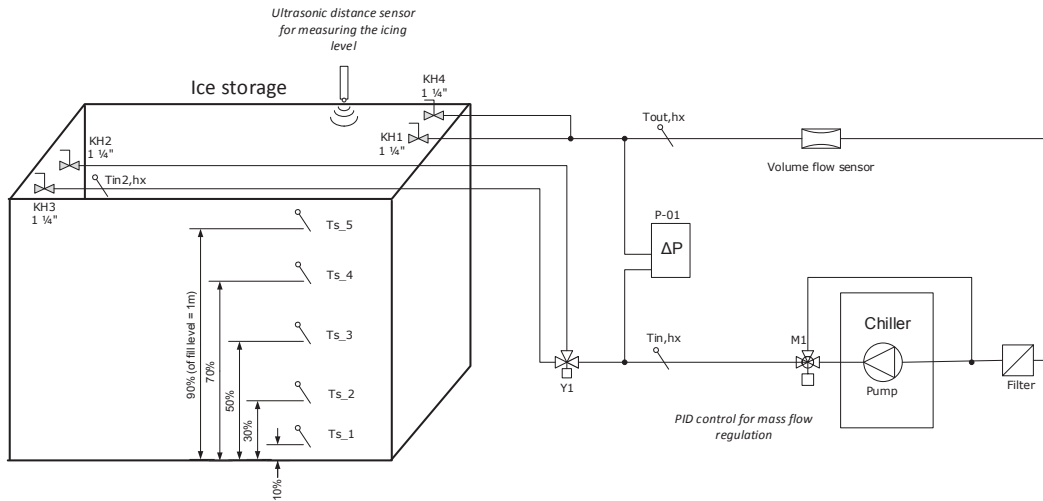 Ultrasonic distance sensor
for measuring the icing
level
Ice storage
KH4
1 ¼"
KH1
1 ¼"
KH2
1 ¼"
KH3
1 ¼"
Tin2,hx
Tout,hx
Volume flow sensor
P-01
ΔP
Ts_5
Ts_4
Ts_3
Ts_2
Ts_1
90% (of fill level = 1m)
70%
50%
30%
10%
Y1
Tin,hx
M1
Chiller
Pump
Filter
PID control for mass flow
regulation